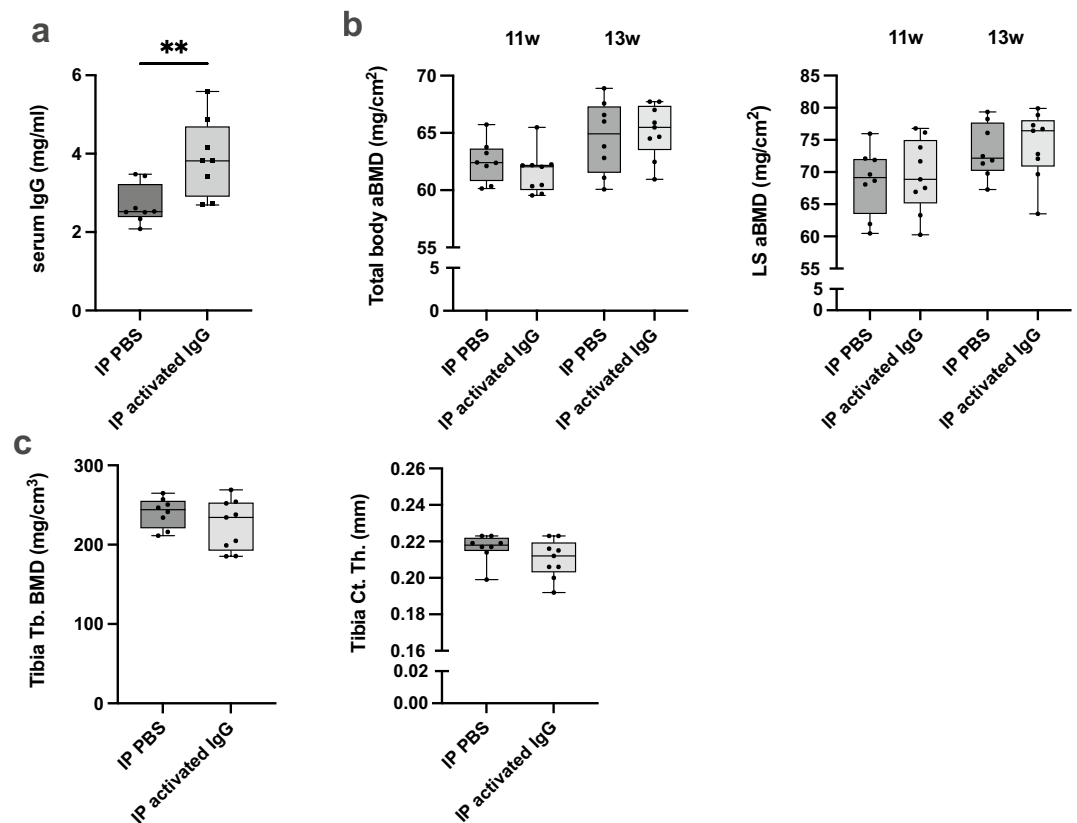 a
**
serum IgG (mg/ml)
6
4
2
0
IP PBS
IP activated IgG
b
11w
13w
Total body aBMD (mg/cm²)
70
65
60
55
5
0
IP PBS
IP activated IgG
IP PBS
IP activated IgG
11w
13w
LS aBMD (mg/cm²)
85
80
75
70
65
60
55
5
0
IP PBS
IP activated IgG
IP PBS
IP activated IgG
c
Tibia Tb. BMD (mg/cm³)
300
200
100
0
IP PBS
IP activated IgG
Tibia Ct. Th. (mm)
0.26
0.24
0.22
0.20
0.18
0.16
0.02
0.00
IP PBS
IP activated IgG